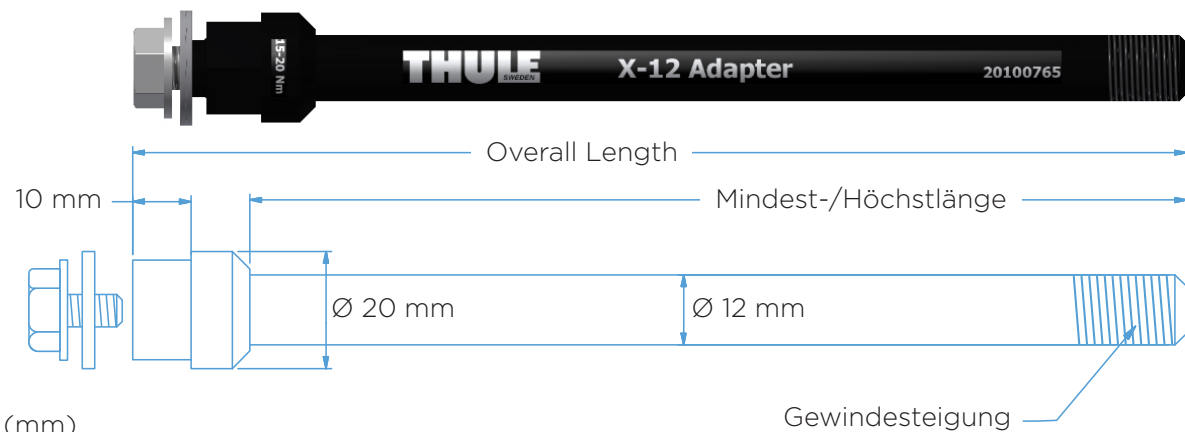 15-20 Nm
THULE
SWEDEN
X-12 Adapter
20100765
Overall Length
10 mm
Mindest-/Höchstlänge
Ø 20 mm
Ø 12 mm
Gewindesteigung
(mm)